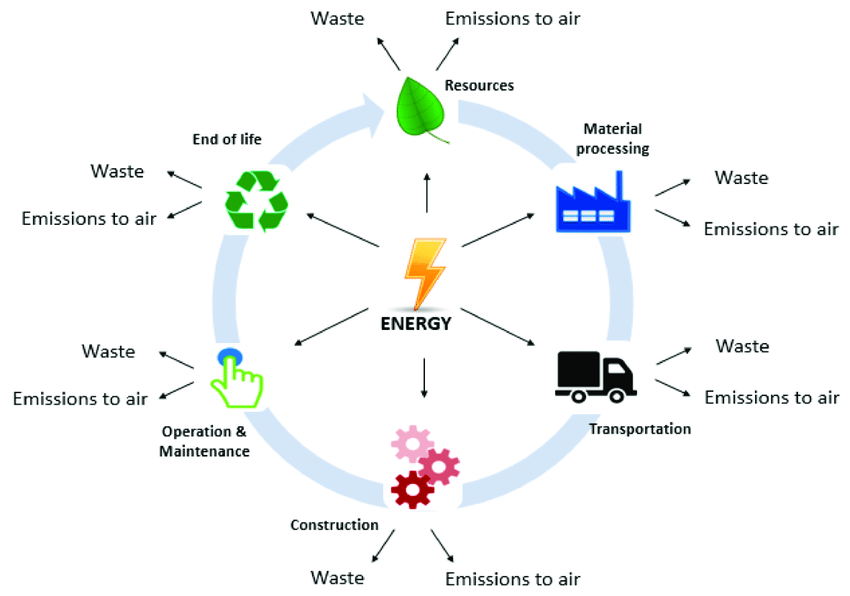 Waste
Emissions to air
Resources
Material
processing
Waste
Emissions to air
End of life
Waste
Emissions to air
ENERGY
Waste
Emissions to air
Transportation
Waste
Emissions to air
Operation &
Maintenance
Construction
Waste
Emissions to air